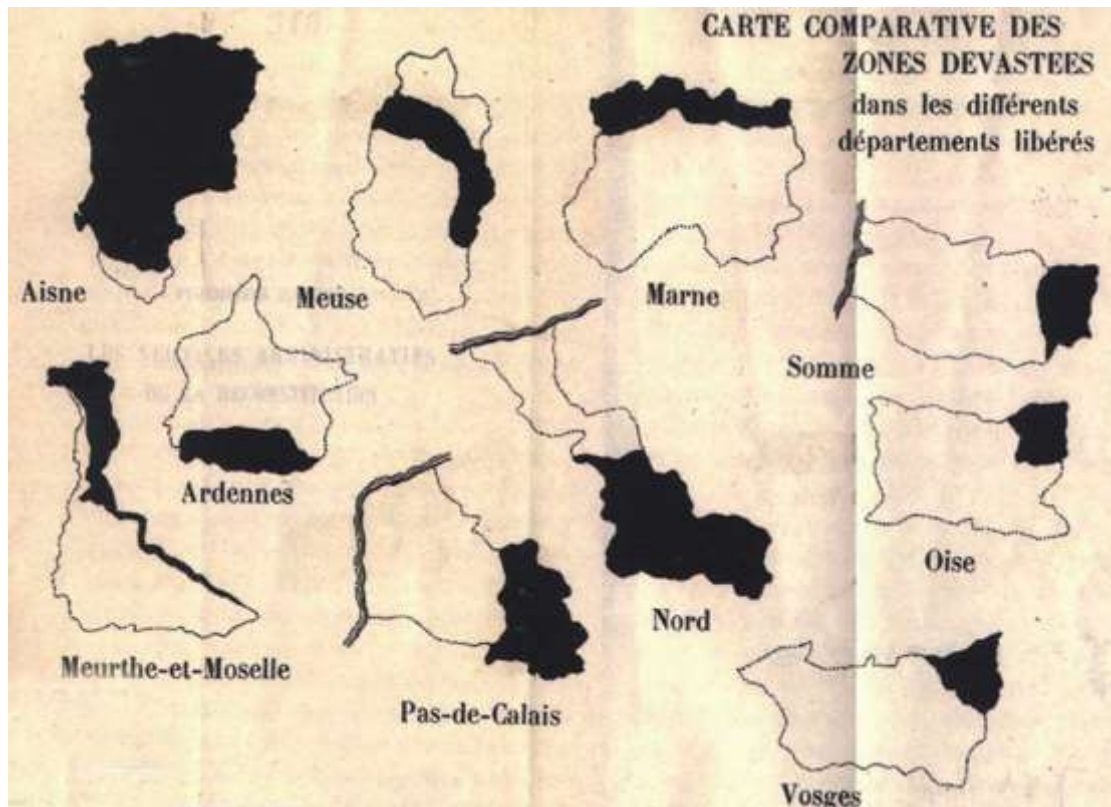 CARTE COMPARATIVE DES
ZONES DEVASTEES
dans les différents
départements libérés
Aisne
Meuse
Marne
Somme
Ardennes
Oise
Nord
Meurthe-et-Moselle
Pas-de-Calais
Vosges